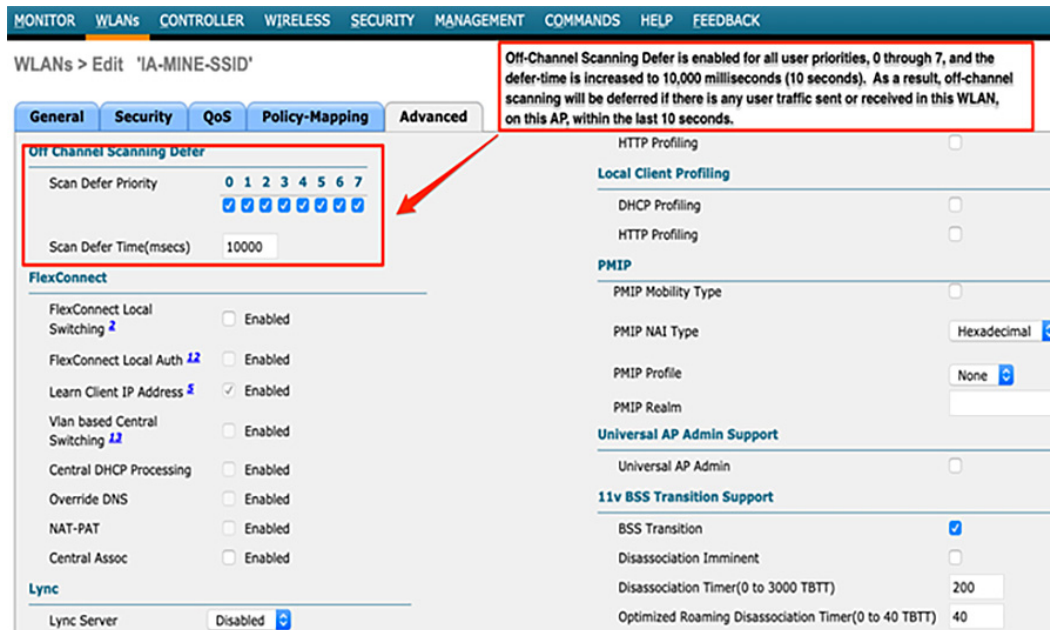 MONITOR WLANs CONTROLLER WIRELESS SECURITY MANAGEMENT COMMANDS HELP FEEDBACK
WLANs > Edit 'IA-MINE-SSID'
Off-Channel Scanning Defer is enabled for all user priorities, 0 through 7, and the
defer-time is increased to 10,000 milliseconds (10 seconds). As a result, off-channel
scanning will be deferred if there is any user traffic sent or received in this WLAN,
on this AP, within the last 10 seconds.
General Security QoS Policy-Mapping Advanced
Off Channel Scanning Defer
Scan Defer Priority 0 1 2 3 4 5 6 7
Scan Defer Time(msecs) 10000
FlexConnect
FlexConnect Local
Switching 2 Enabled
FlexConnect Local Auth 12 Enabled
Learn Client IP Address 5 Enabled
Vlan based Central
Switching 13 Enabled
Central DHCP Processing Enabled
Override DNS Enabled
NAT-PAT Enabled
Central Assoc Enabled
Lync
Lync Server Disabled
HTTP Profiling
Local Client Profiling
DHCP Profiling
HTTP Profiling
PMIP
PMIP Mobility Type
PMIP NAI Type Hexadecimal
PMIP Profile None
PMIP Realm
Universal AP Admin Support
Universal AP Admin
11v BSS Transition Support
BSS Transition
Disassociation Imminent
Disassociation Timer(0 to 3000 TBTT) 200
Optimized Roaming Disassociation Timer(0 to 40 TBTT) 40